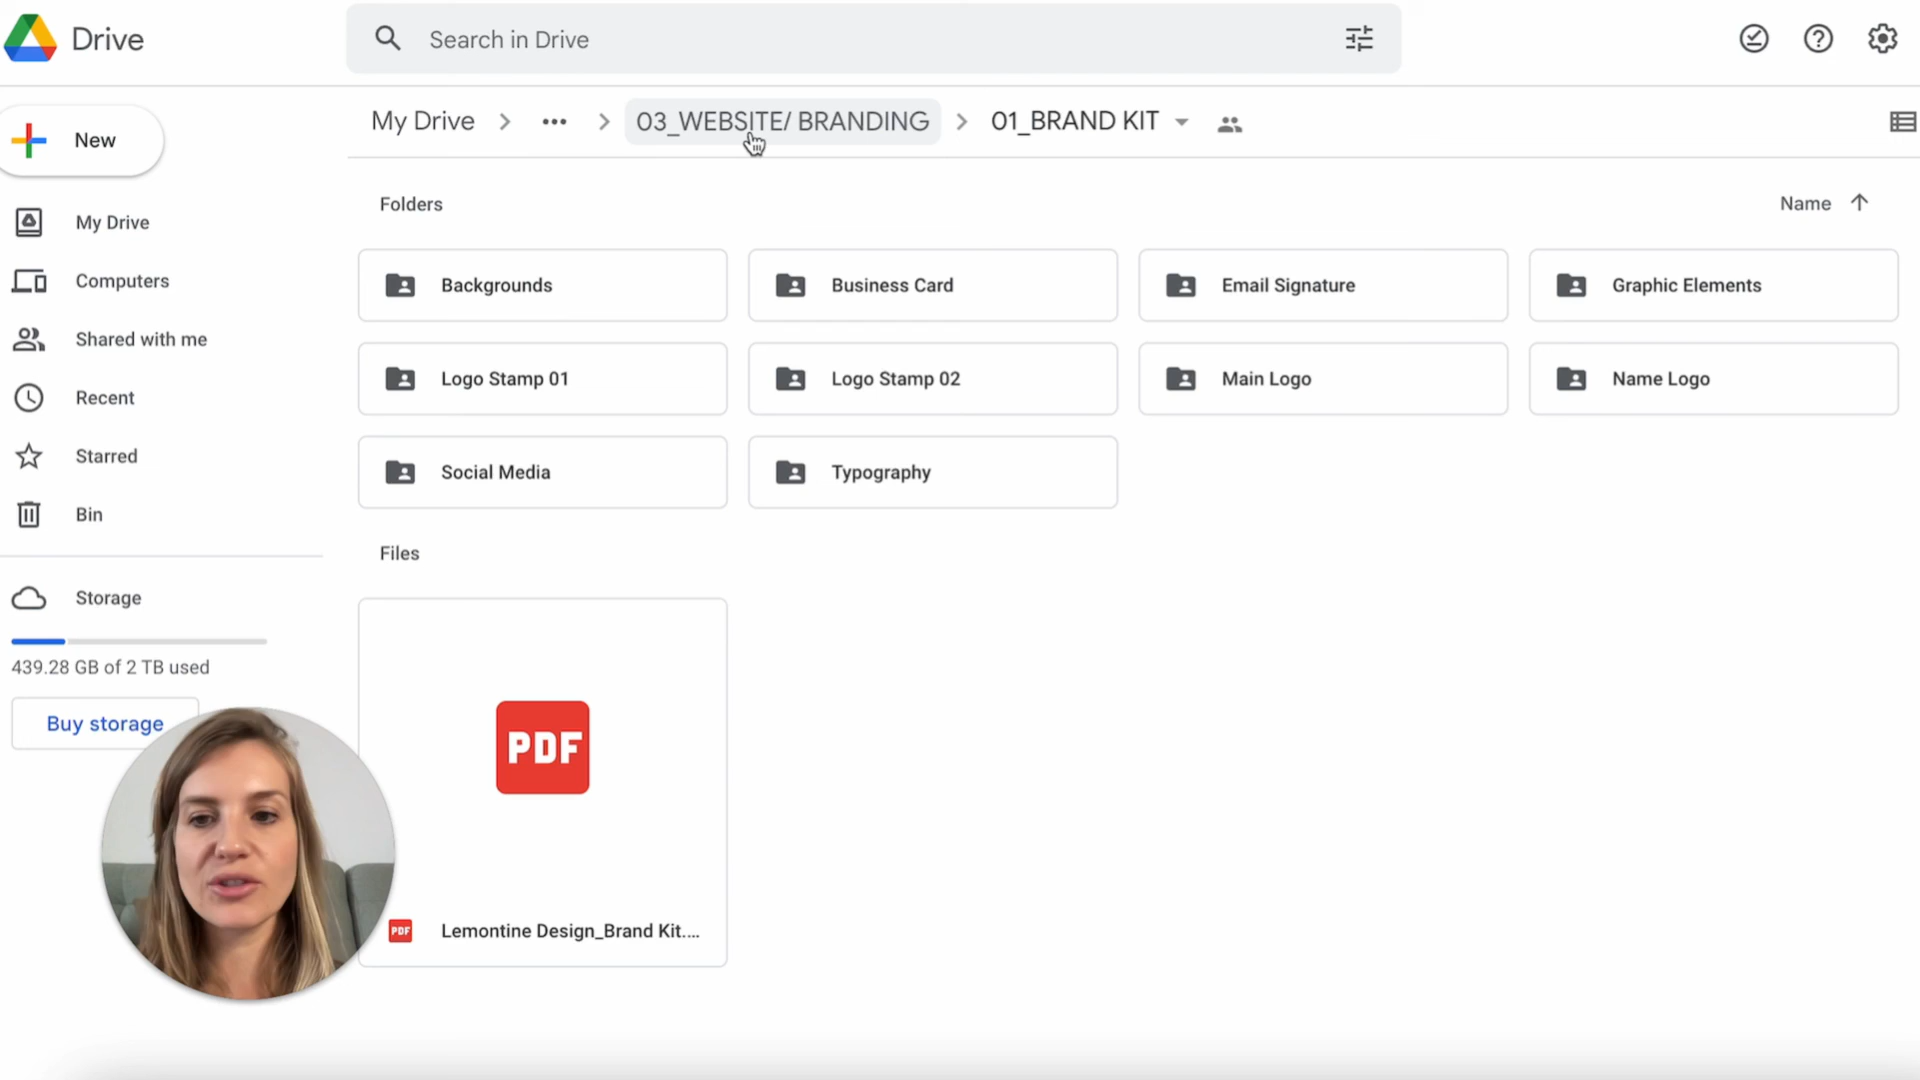 Drive
Search in Drive
New
My Drive ••• 03_WEBSITE/ BRANDING 01_BRAND KIT
My Drive
Computers
Shared with me
Recent
Starred
Bin
Storage
439.28 GB of 2 TB used
Buy storage
Folders
Name
Backgrounds
Business Card
Email Signature
Graphic Elements
Logo Stamp 01
Logo Stamp 02
Main Logo
Name Logo
Social Media
Typography
Files
PDF
PDF Lemontine Design_Brand Kit....